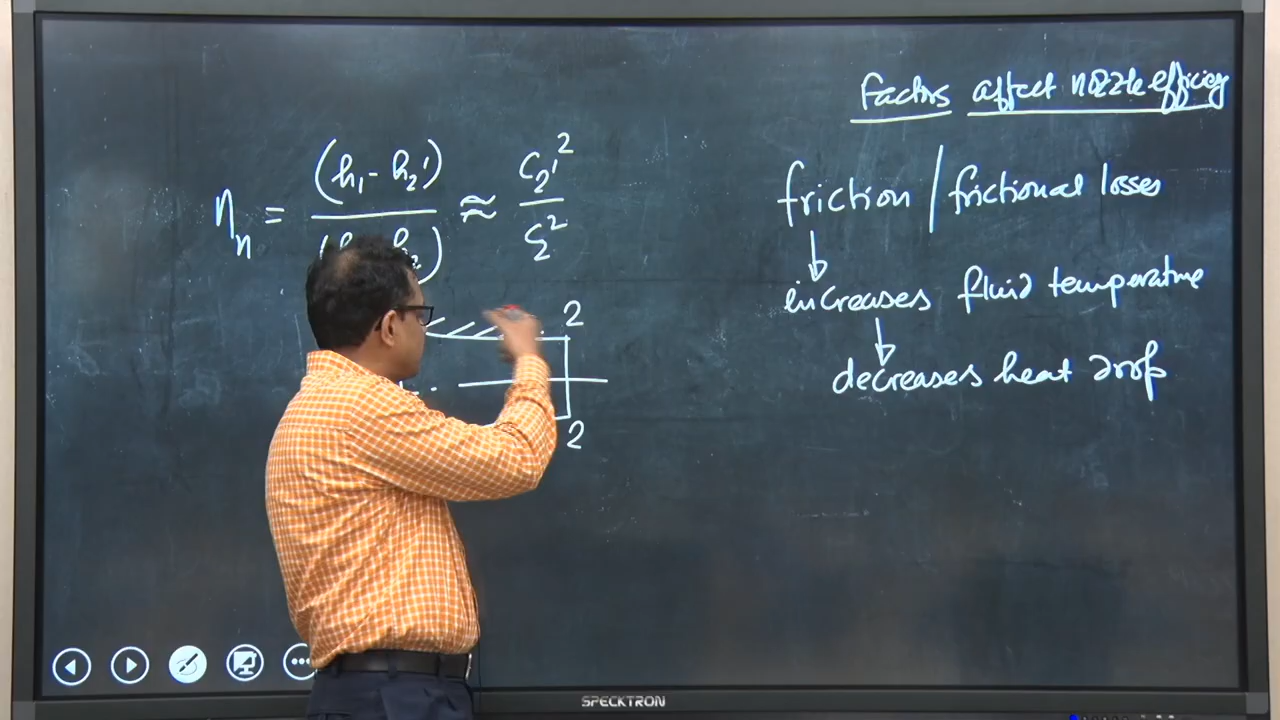 Factors affect nozzle efficiency
ηn = (h1 - h2') / (h2) ≈ C2'^2 / C2^2
friction / frictional losses
increases fluid temperature
decreases heat drop
2
2
SPECKTRON